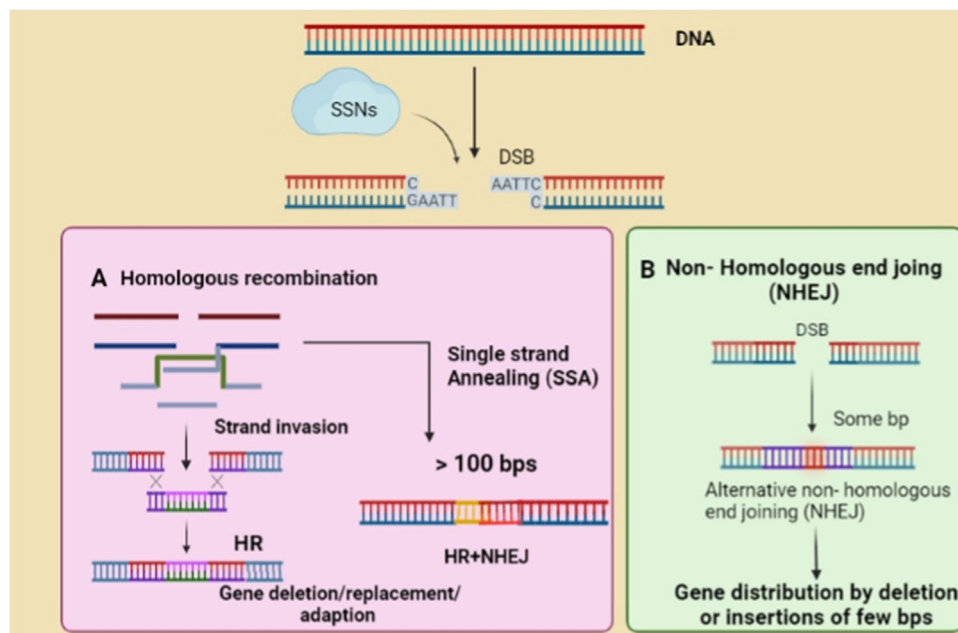 DNA
SSNs
DSB
C
GAATT
AATTC
C
A Homologous recombination
Single strand
Annealing (SSA)
Strand invasion
> 100 bps
HR
HR+NHEJ
Gene deletion/replacement/
adaption
B Non- Homologous end joing
(NHEJ)
DSB
Some bp
Alternative non- homologous
end joining (NHEJ)
Gene distribution by deletion
or insertions of few bps